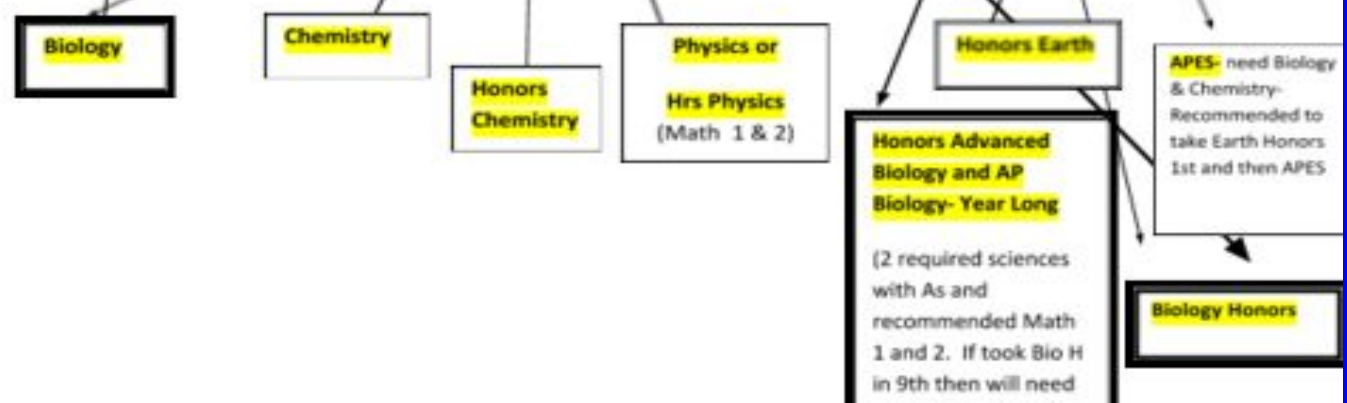 Biology
Chemistry
Honors
Chemistry
Physics or
Hrs Physics
(Math 1 & 2)
Honors Earth
APES- need Biology
& Chemistry-
Recommended to
take Earth Honors
1st and then APES
Honors Advanced
Biology and AP
Biology- Year Long
(2 required sciences
with As and
recommended Math
1 and 2. If took Bio H
in 9th then will need
Biology Honors